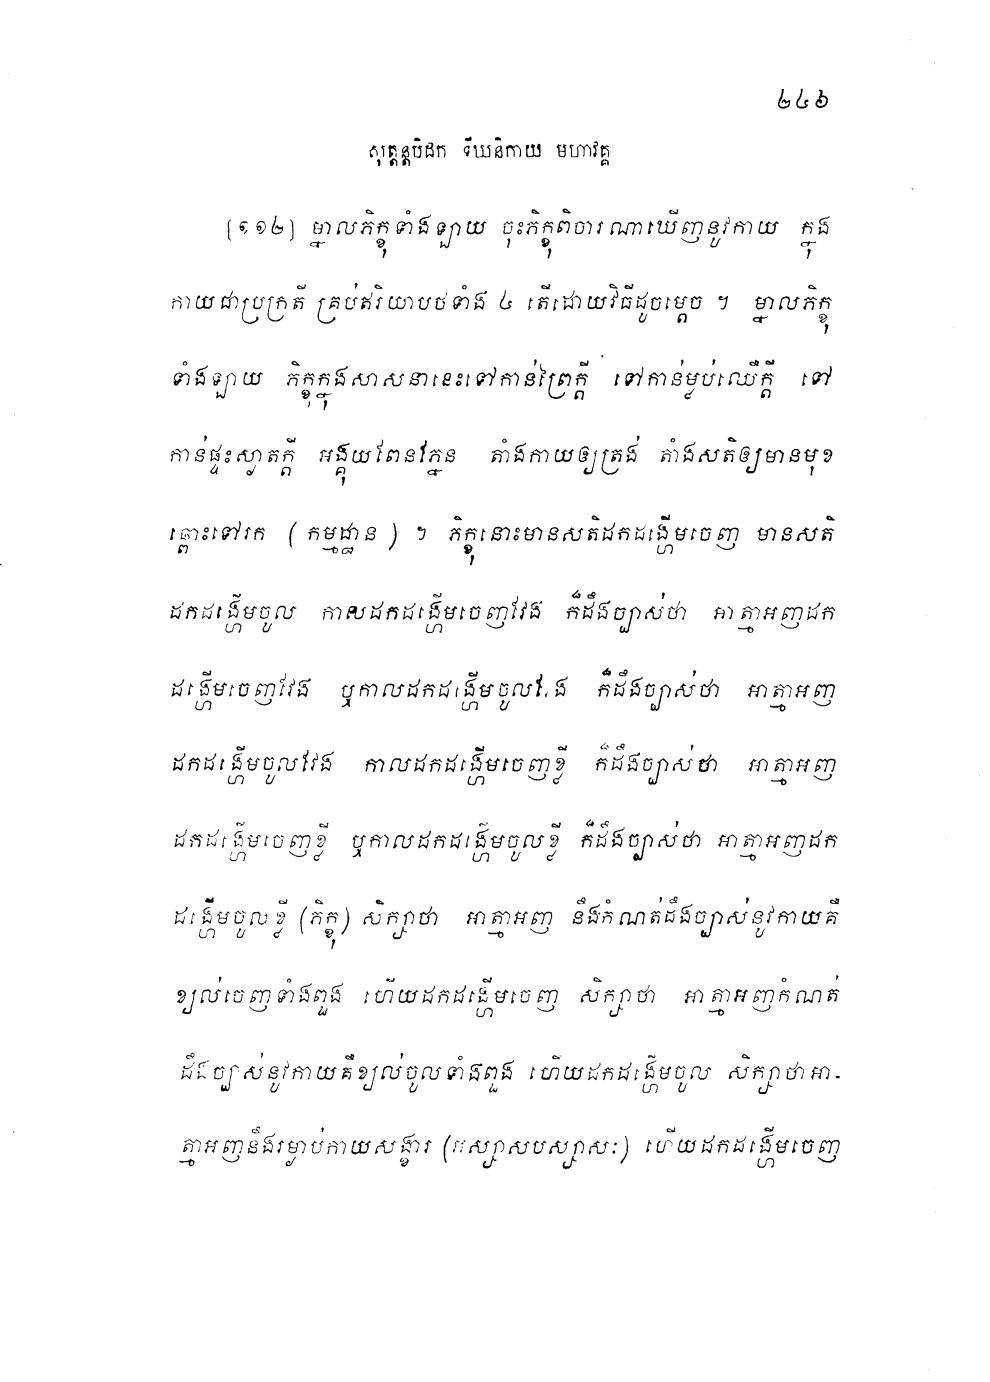 ២៤៦
សុត្តន្តបិដក ទីឃនិកាយ មហាវគ្គ
[១១២] ម្នាលភិក្ខុទាំងឡាយ ចុះភិក្ខុពិចារណាឃើញនូវកាយ ក្នុង
កាយជាប្រក្រតី គ្រប់ឥរិយាបថទាំង ៤ តើដោយវិធីដូចម្តេច ។ ម្នាលភិក្ខុ
ទាំងឡាយ ភិក្ខុក្នុងសាសនានេះទៅកាន់ព្រៃក្តី ទៅកាន់ម្លប់ឈើក្តី ទៅ
កាន់ផ្ទះស្ងាតក្តី អង្គុយពែនភ្នែន តាំងកាយឲ្យត្រង់ តាំងសតិឲ្យមានមុខ
ឆ្ពោះទៅរក ( កម្មដ្ឋាន ) ។ ភិក្ខុនោះមានសតិដកដង្ហើមចេញ មានសតិ
ដកដង្ហើមចូល កាលដកដង្ហើមចេញវែង ក៏ដឹងច្បាស់ថា អាត្មាអញដក
ដង្ហើមចេញវែង ឬកាលដកដង្ហើមចូលវែង ក៏ដឹងច្បាស់ថា អាត្មាអញ
ដកដង្ហើមចូលវែង កាលដកដង្ហើមចេញខ្លី ក៏ដឹងច្បាស់ថា អាត្មាអញ
ដកដង្ហើមចេញខ្លី ឬកាលដកដង្ហើមចូលខ្លី ក៏ដឹងច្បាស់ថា អាត្មាអញដក
ដង្ហើមចូលខ្លី (ភិក្ខុ) សិក្សាថា អាត្មាអញ នឹងកំណត់ដឹងច្បាស់នូវកាយគឺ
ខ្យល់ចេញទាំងពួង ហើយដកដង្ហើមចេញ សិក្សាថា អាត្មាអញកំណត់
ដឹងច្បាស់នូវកាយគឺខ្យល់ចូលទាំងពួង ហើយដកដង្ហើមចូល សិក្សាថាអា-
ត្មាអញនឹងរម្ងាប់កាយសង្ខារ (អស្សាសបស្សាសៈ) ហើយដកដង្ហើមចេញ